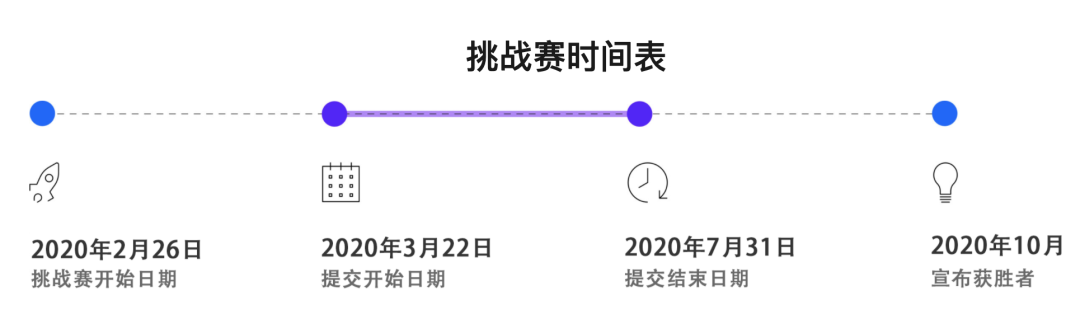 挑战赛时间表
2020年2月26日
挑战赛开始日期
2020年3月22日
提交开始日期
2020年7月31日
提交结束日期
2020年10月
宣布获胜者